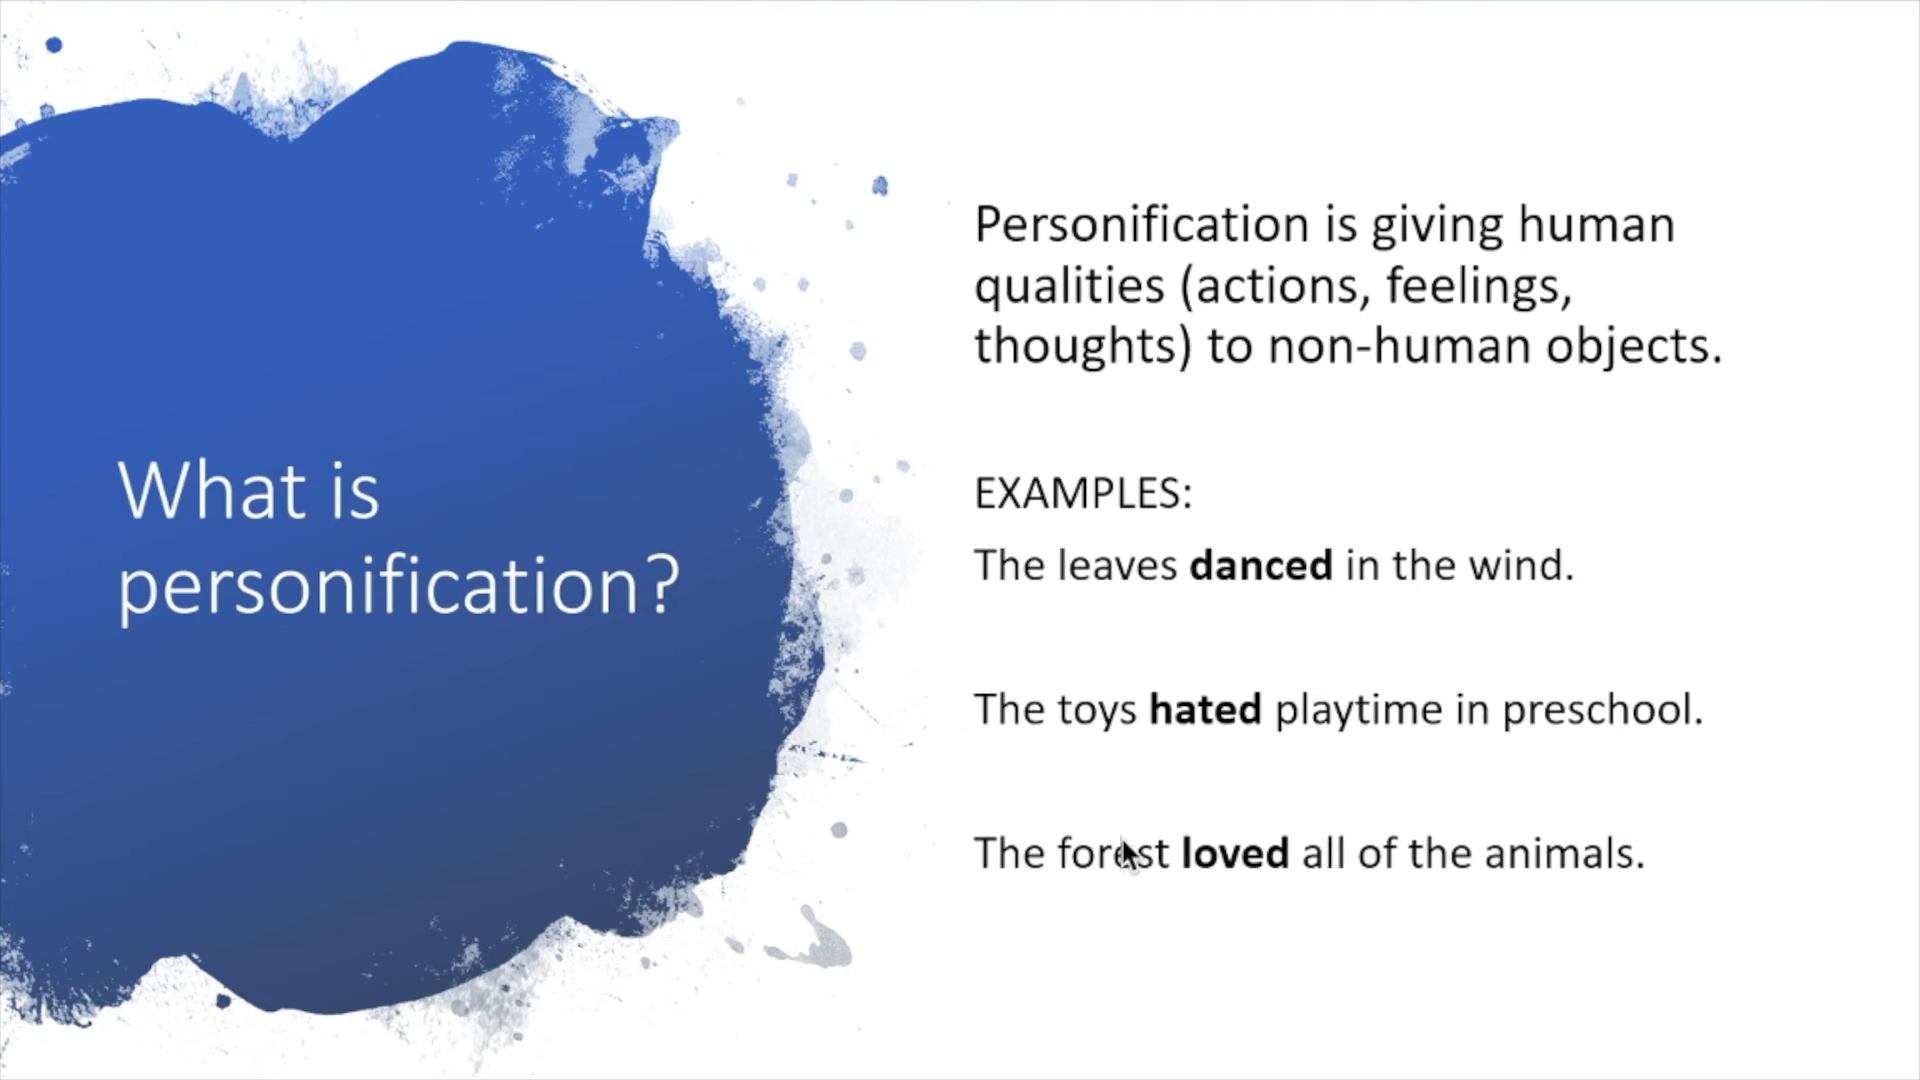 What is
personification?
Personification is giving human
qualities (actions, feelings,
thoughts) to non-human objects.
EXAMPLES:
The leaves danced in the wind.
The toys hated playtime in preschool.
The forest loved all of the animals.